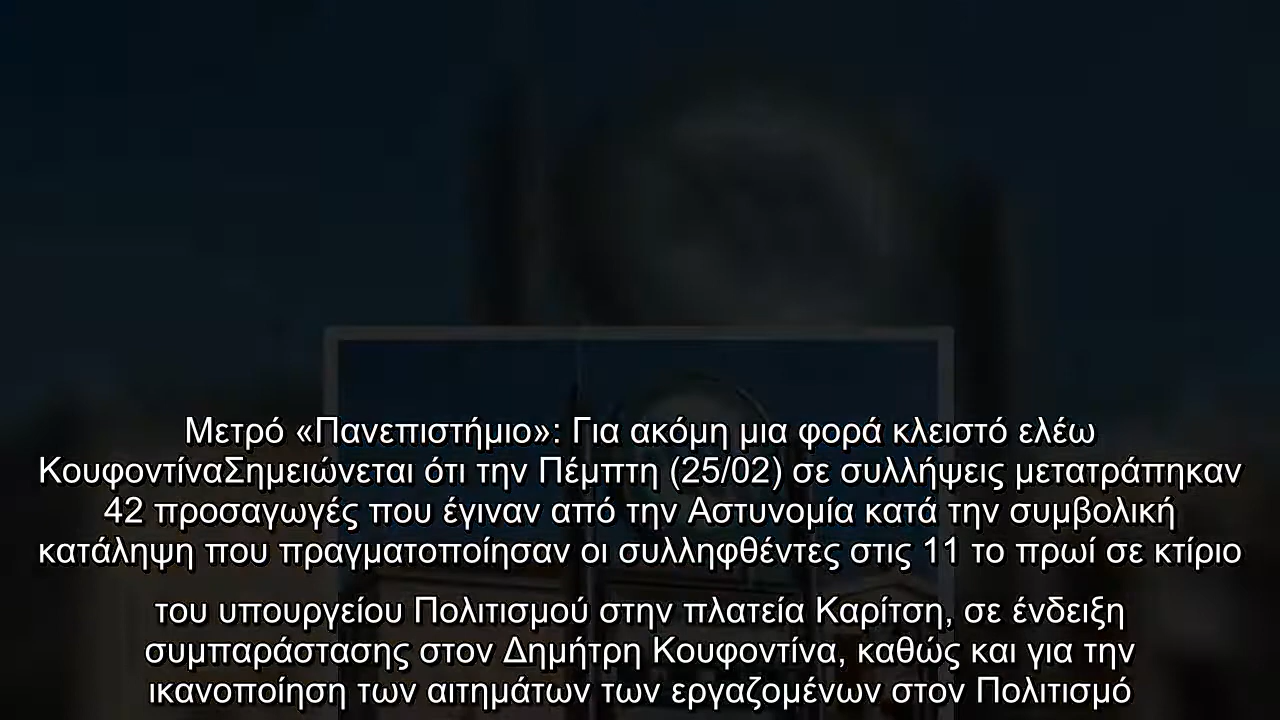 Μετρό «Πανεπιστήμιο»: Για ακόμη μια φορά κλειστό ελέω
ΚουφοντίναΣημειώνεται ότι την Πέμπτη (25/02) σε συλλήψεις μετατράπηκαν
42 προσαγωγές που έγιναν από την Αστυνομία κατά την συμβολική
κατάληψη που πραγματοποίησαν οι συλληφθέντες στις 11 το πρωί σε κτίριο
του υπουργείου Πολιτισμού στην πλατεία Καρίτση, σε ένδειξη
συμπαράστασης στον Δημήτρη Κουφοντίνα, καθώς και για την
ικανοποίηση των αιτημάτων των εργαζομένων στον Πολιτισμό